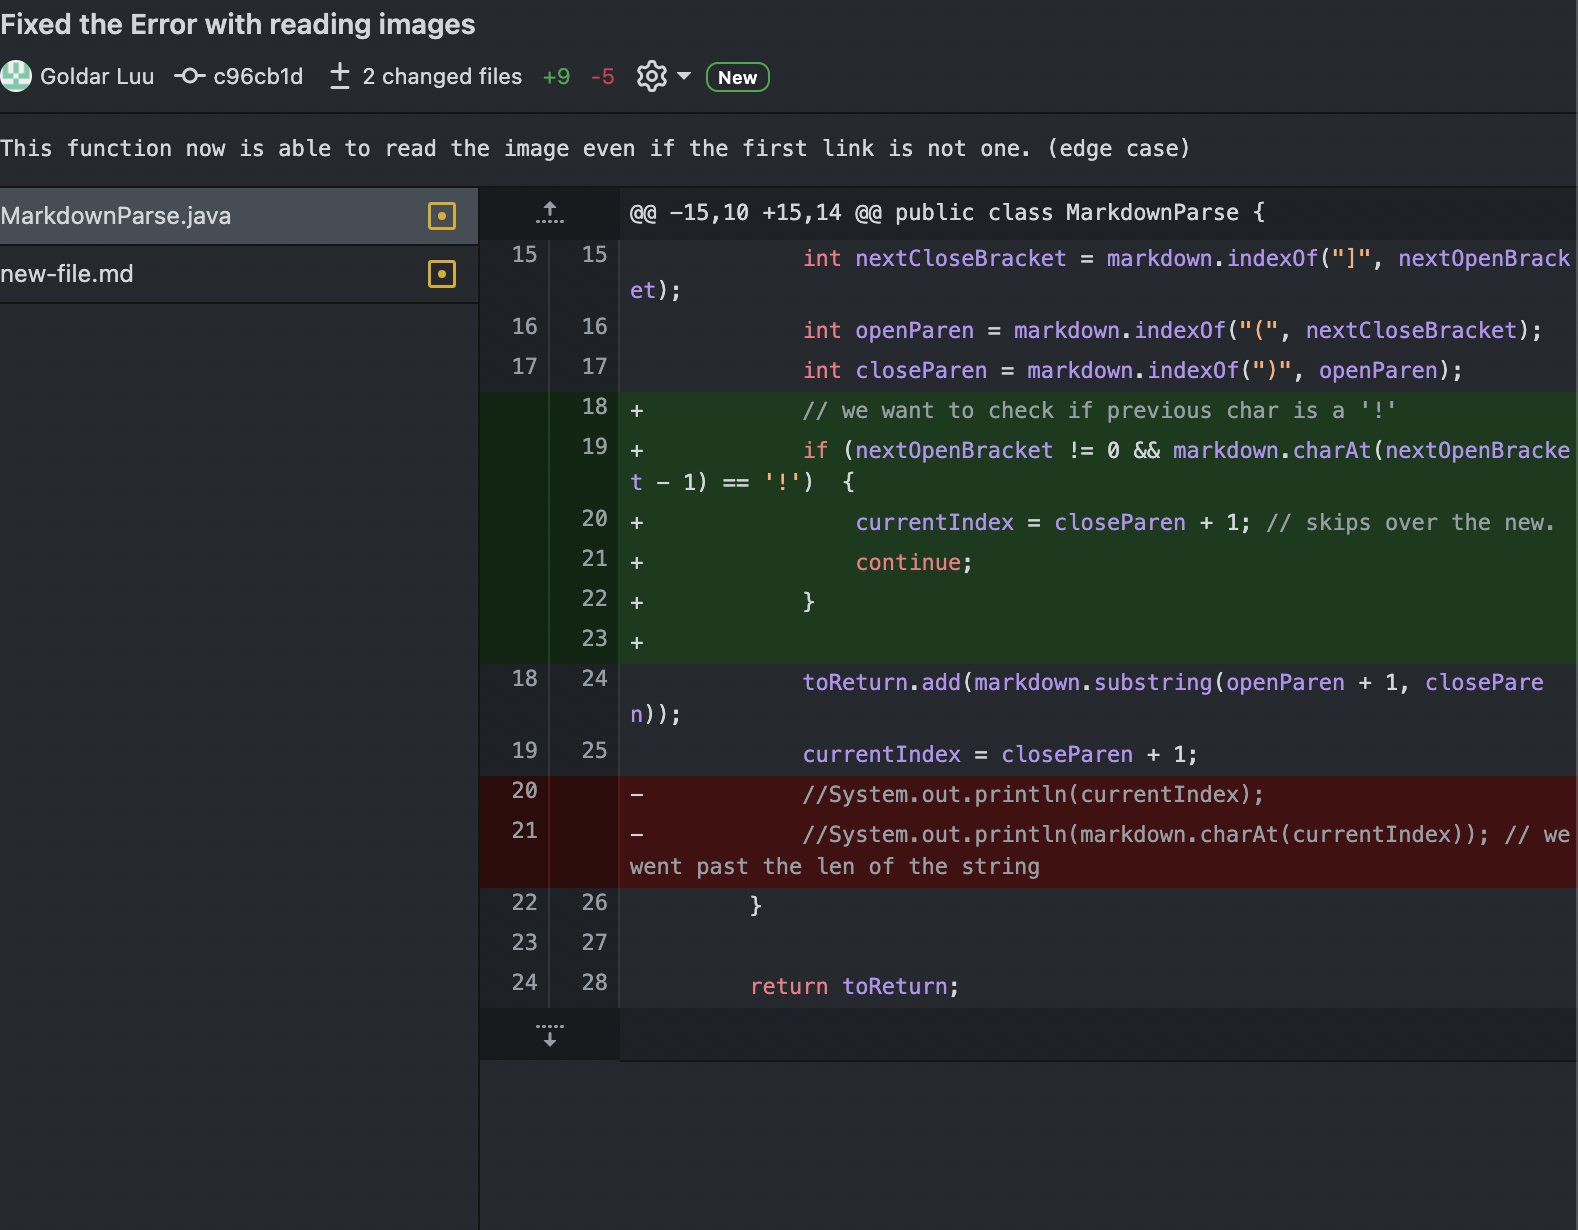 Fixed the Error with reading images
Goldar Luu c96cb1d 2 changed files +9 -5 New
This function now is able to read the image even if the first link is not one. (edge case)
MarkdownParse.java
new-file.md
@@ -15,10 +15,14 @@ public class MarkdownParse {
15 15 int nextCloseBracket = markdown.indexOf("]", nextOpenBrack
et);
16 16 int openParen = markdown.indexOf("(", nextCloseBracket);
17 17 int closeParen = markdown.indexOf(")", openParen);
18 + // we want to check if previous char is a '!'
19 + if (nextOpenBracket != 0 && markdown.charAt(nextOpenBracke
t - 1) == '!')  {
20 + currentIndex = closeParen + 1; // skips over the new.
21 + continue;
22 + }
23 +
18 24 toReturn.add(markdown.substring(openParen + 1, closePare
n));
19 25 currentIndex = closeParen + 1;
20 - //System.out.println(currentIndex);
21 - //System.out.println(markdown.charAt(currentIndex)); // we
went past the len of the string
22 26 }
23 27
24 28 return toReturn;